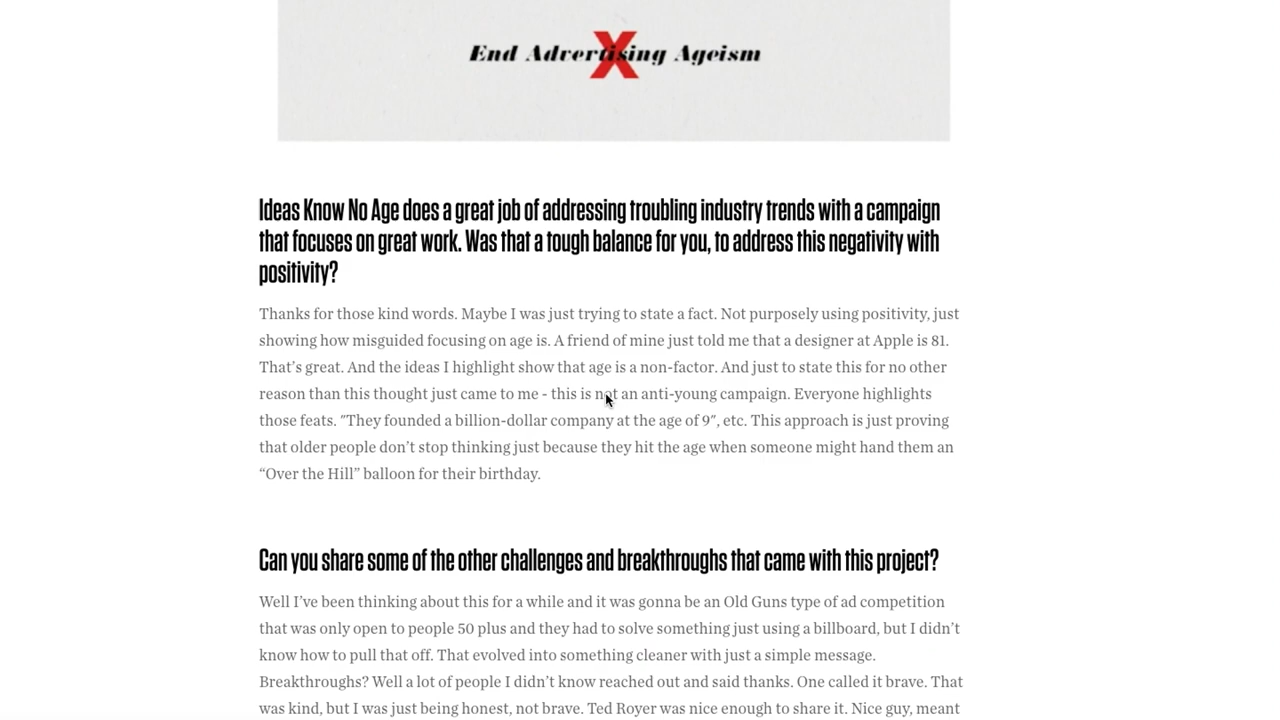 End Advertising Ageism
Ideas Know No Age does a great job of addressing troubling industry trends with a campaign
that focuses on great work. Was that a tough balance for you, to address this negativity with
positivity?
Thanks for those kind words. Maybe I was just trying to state a fact. Not purposely using positivity, just
showing how misguided focusing on age is. A friend of mine just told me that a designer at Apple is 81.
That’s great. And the ideas I highlight show that age is a non-factor. And just to state this for no other
reason than this thought just came to me - this is not an anti-young campaign. Everyone highlights
those feats. "They founded a billion-dollar company at the age of 9", etc. This approach is just proving
that older people don’t stop thinking just because they hit the age when someone might hand them an
“Over the Hill” balloon for their birthday.
Can you share some of the other challenges and breakthroughs that came with this project?
Well I’ve been thinking about this for a while and it was gonna be an Old Guns type of ad competition
that was only open to people 50 plus and they had to solve something just using a billboard, but I didn’t
know how to pull that off. That evolved into something cleaner with just a simple message.
Breakthroughs? Well a lot of people I didn’t know reached out and said thanks. One called it brave. That
was kind, but I was just being honest, not brave. Ted Royer was nice enough to share it. Nice guy, meant